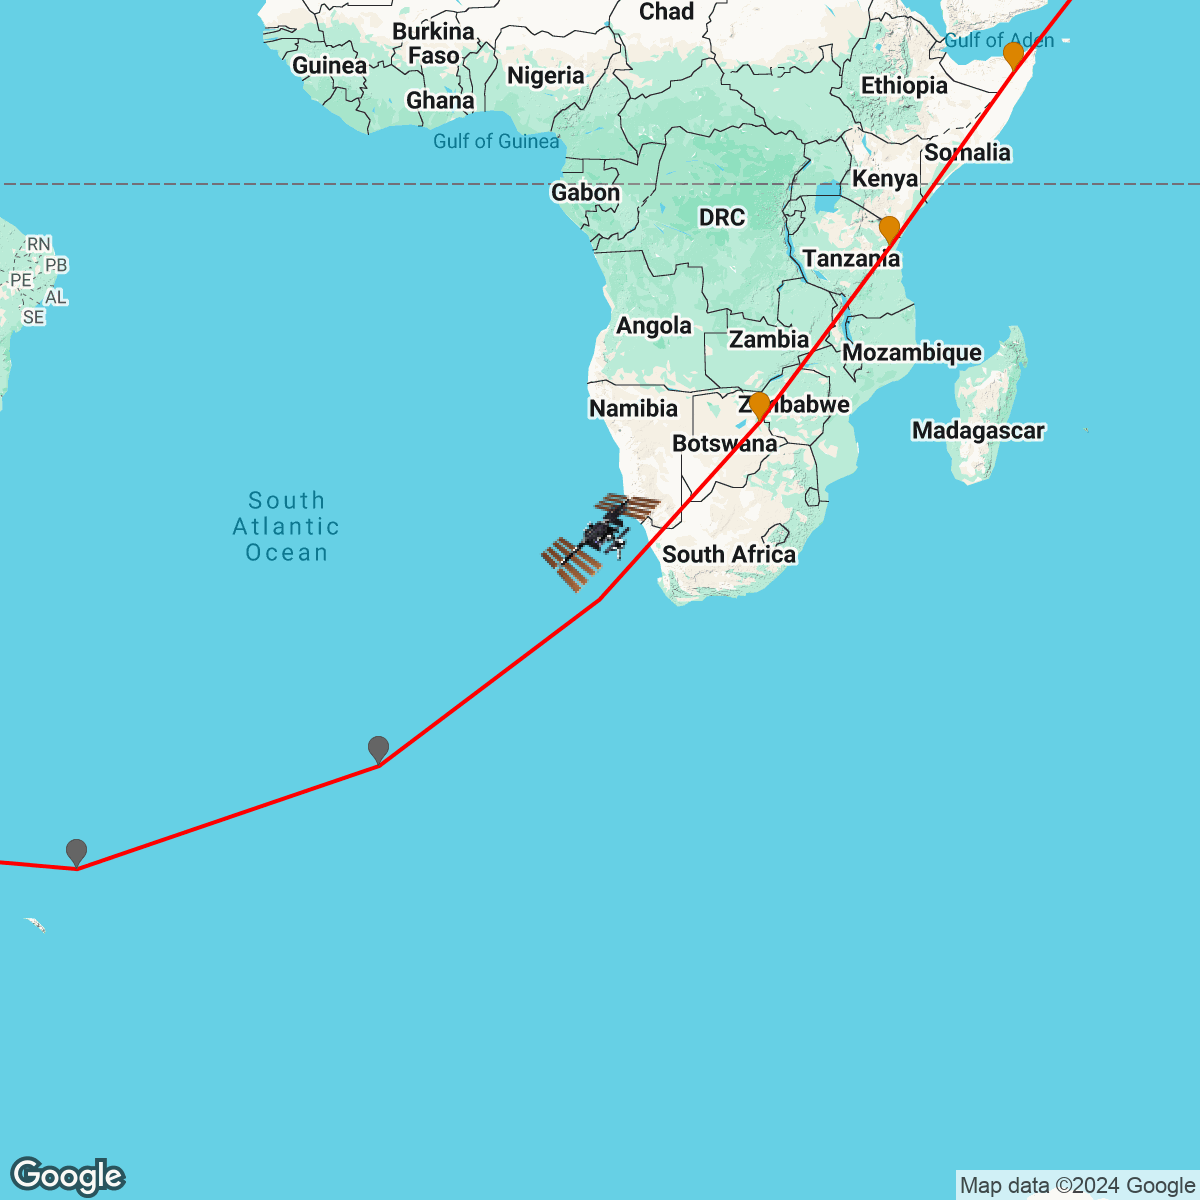 Chad
Burkina
Faso
Gulf of Aden
Guinea
Nigeria
Ethiopia
Ghana
Gulf of Guinea
Somalia
Kenya
Gabon
DRC
RN
PB
PE
AL
SE
Tanzania
Angola
Zambia
Mozambique
Namibia
Zimbabwe
Madagascar
Botswana
South
Atlantic
Ocean
South Africa
Google
Map data ©2024 Google